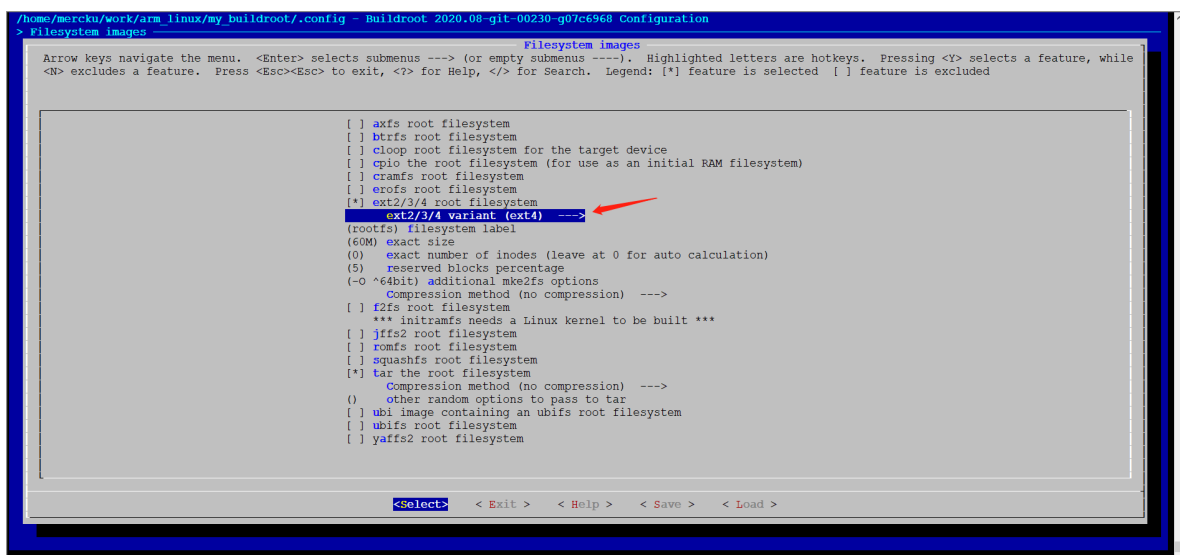 /home/mercku/work/arm_linux/my_buildroot/.config - Buildroot 2020.08-git-00230-g07c6968 Configuration
> Filesystem images
Filesystem images
Arrow keys navigate the menu.  <Enter> selects submenus ---> (or empty submenus ----).  Highlighted letters are hotkeys.  Pressing <Y> selects a feature, while
<N> excludes a feature.  Press <Esc><Esc> to exit, <?> for Help, </> for Search.  Legend: [*] feature is selected  [ ] feature is excluded
[ ] axfs root filesystem
[ ] btrfs root filesystem
[ ] cloop root filesystem for the target device
[ ] cpio the root filesystem (for use as an initial RAM filesystem)
[ ] cramfs root filesystem
[ ] erofs root filesystem
[*] ext2/3/4 root filesystem
ext2/3/4 variant (ext4)  --->
(rootfs) filesystem label
(60M) exact size
(0)   exact number of inodes (leave at 0 for auto calculation)
(5)   reserved blocks percentage
(-O ^64bit) additional mke2fs options
Compression method (no compression)  --->
[ ] f2fs root filesystem
*** initramfs needs a Linux kernel to be built ***
[ ] jffs2 root filesystem
[ ] romfs root filesystem
[ ] squashfs root filesystem
[*] tar the root filesystem
Compression method (no compression)  --->
()    other random options to pass to tar
[ ] ubi image containing an ubifs root filesystem
[ ] ubifs root filesystem
[ ] yaffs2 root filesystem
<Select>    < Exit >    < Help >    < Save >    < Load >